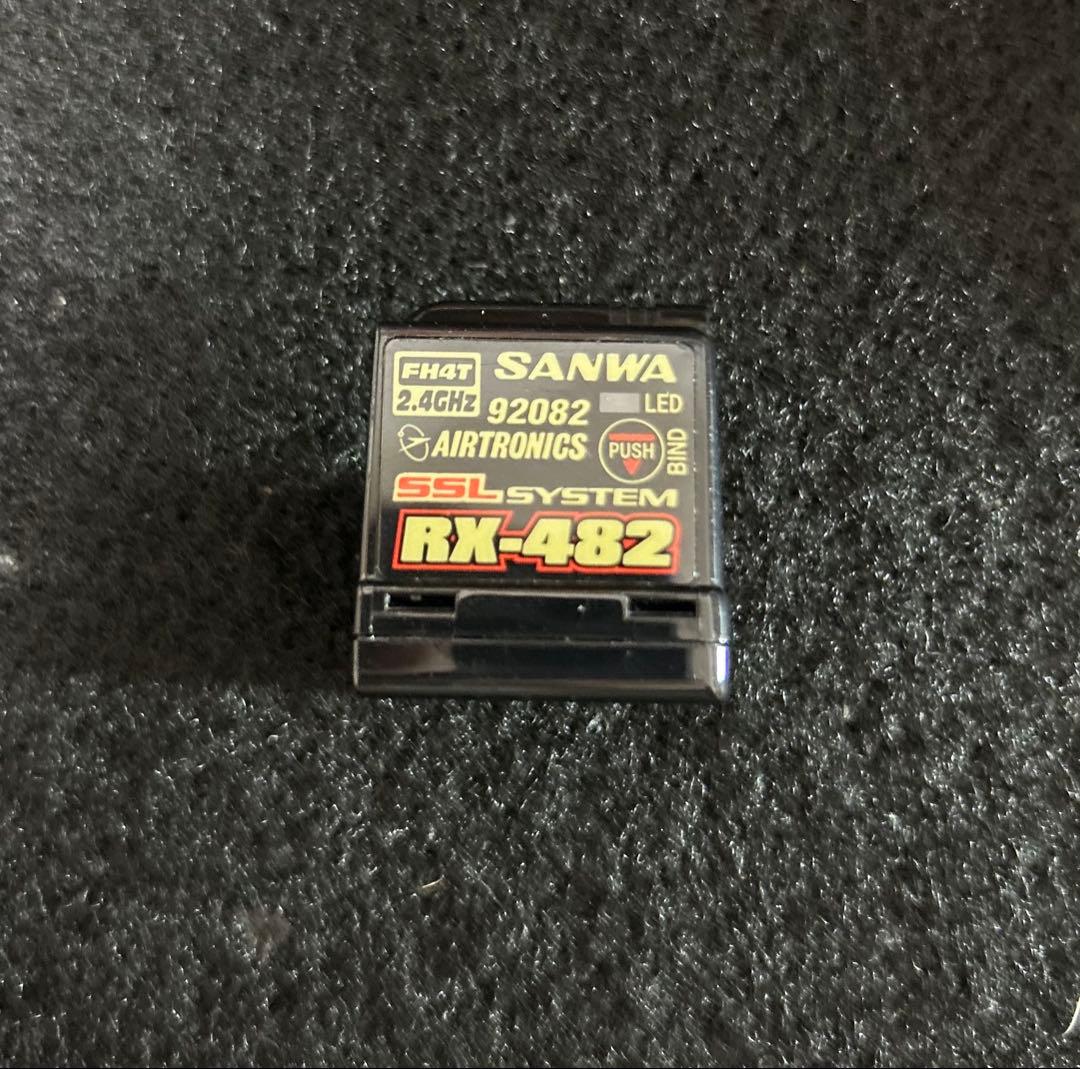 FH4T
2.4GHz
SANWA
92082
LED
AIRTRONICS
PUSH
BIND
SSL SYSTEM
RX-482